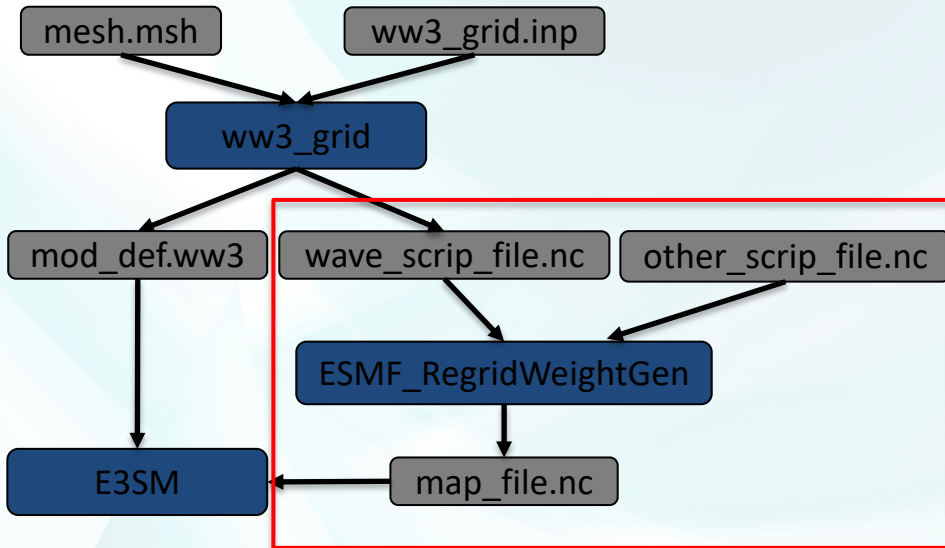 mesh.msh
ww3_grid.inp
ww3_grid
mod_def.ww3
wave_scrip_file.nc
other_scrip_file.nc
ESMF_RegridWeightGen
E3SM
map_file.nc